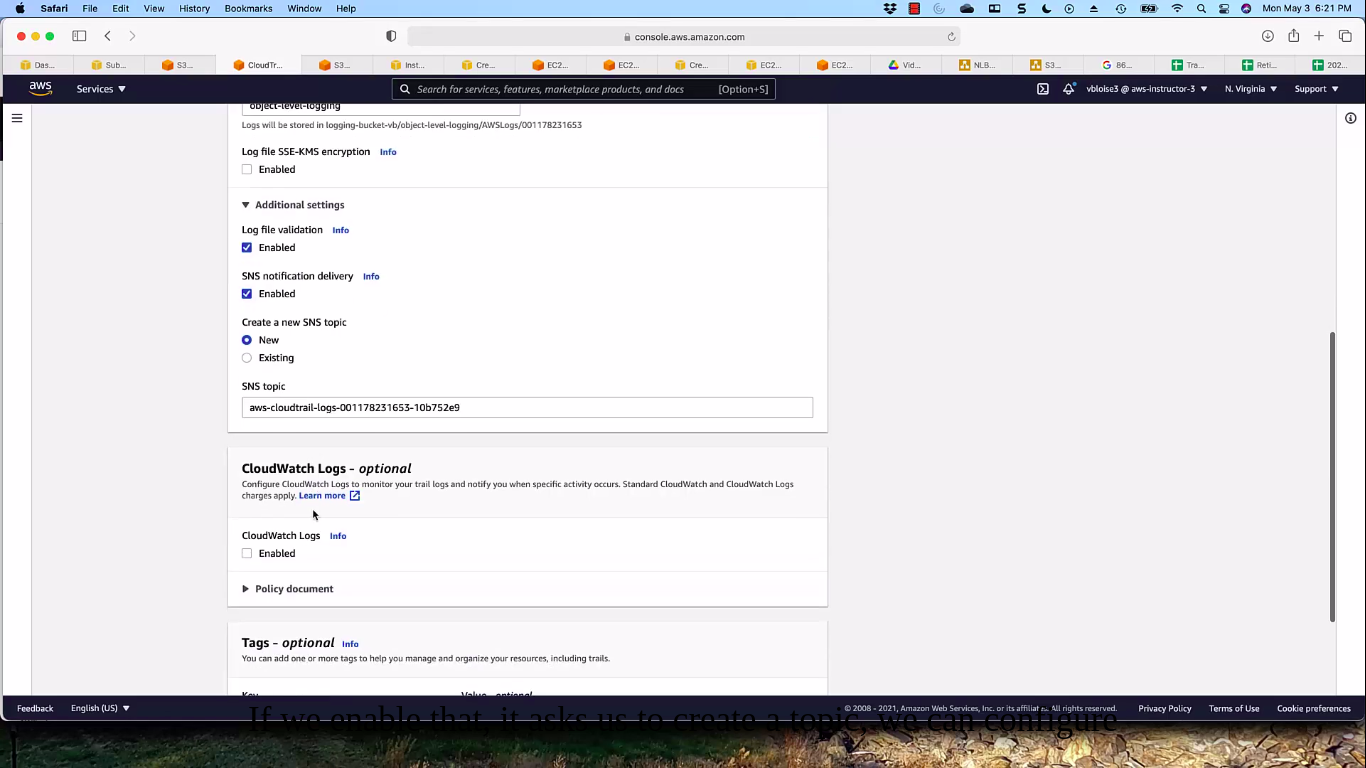 Safari File Edit View History Bookmarks Window Help Mon May 3 6:21 PM
console.aws.amazon.com
Das... Sub... S3... CloudTr... S3... Inst... Cre... EC2... EC2... Cre... EC2... EC2... Vid... NLB... S3... 86... Tra... Reti... 202...
aws Services Search for services, features, marketplace products, and docs [Option+S] vbloise3 @ aws-instructor-3 N. Virginia Support
object-level-logging
Logs will be stored in logging-bucket-vb/object-level-logging/AWSLogs/001178231653
Log file SSE-KMS encryption Info
Enabled
Additional settings
Log file validation Info
Enabled
SNS notification delivery Info
Enabled
Create a new SNS topic
New
Existing
SNS topic
aws-cloudtrail-logs-001178231653-10b752e9
CloudWatch Logs - optional
Configure CloudWatch Logs to monitor your trail logs and notify you when specific activity occurs. Standard CloudWatch and CloudWatch Logs
charges apply. Learn more
CloudWatch Logs Info
Enabled
Policy document
Tags - optional Info
You can add one or more tags to help you manage and organize your resources, including trails.
Key Value - optional
Feedback English (US) © 2008 - 2021, Amazon Web Services, Inc. or its affiliates. All rights reserved. Privacy Policy Terms of Use Cookie preferences
If we enable that, it asks us to create a topic, we can configure